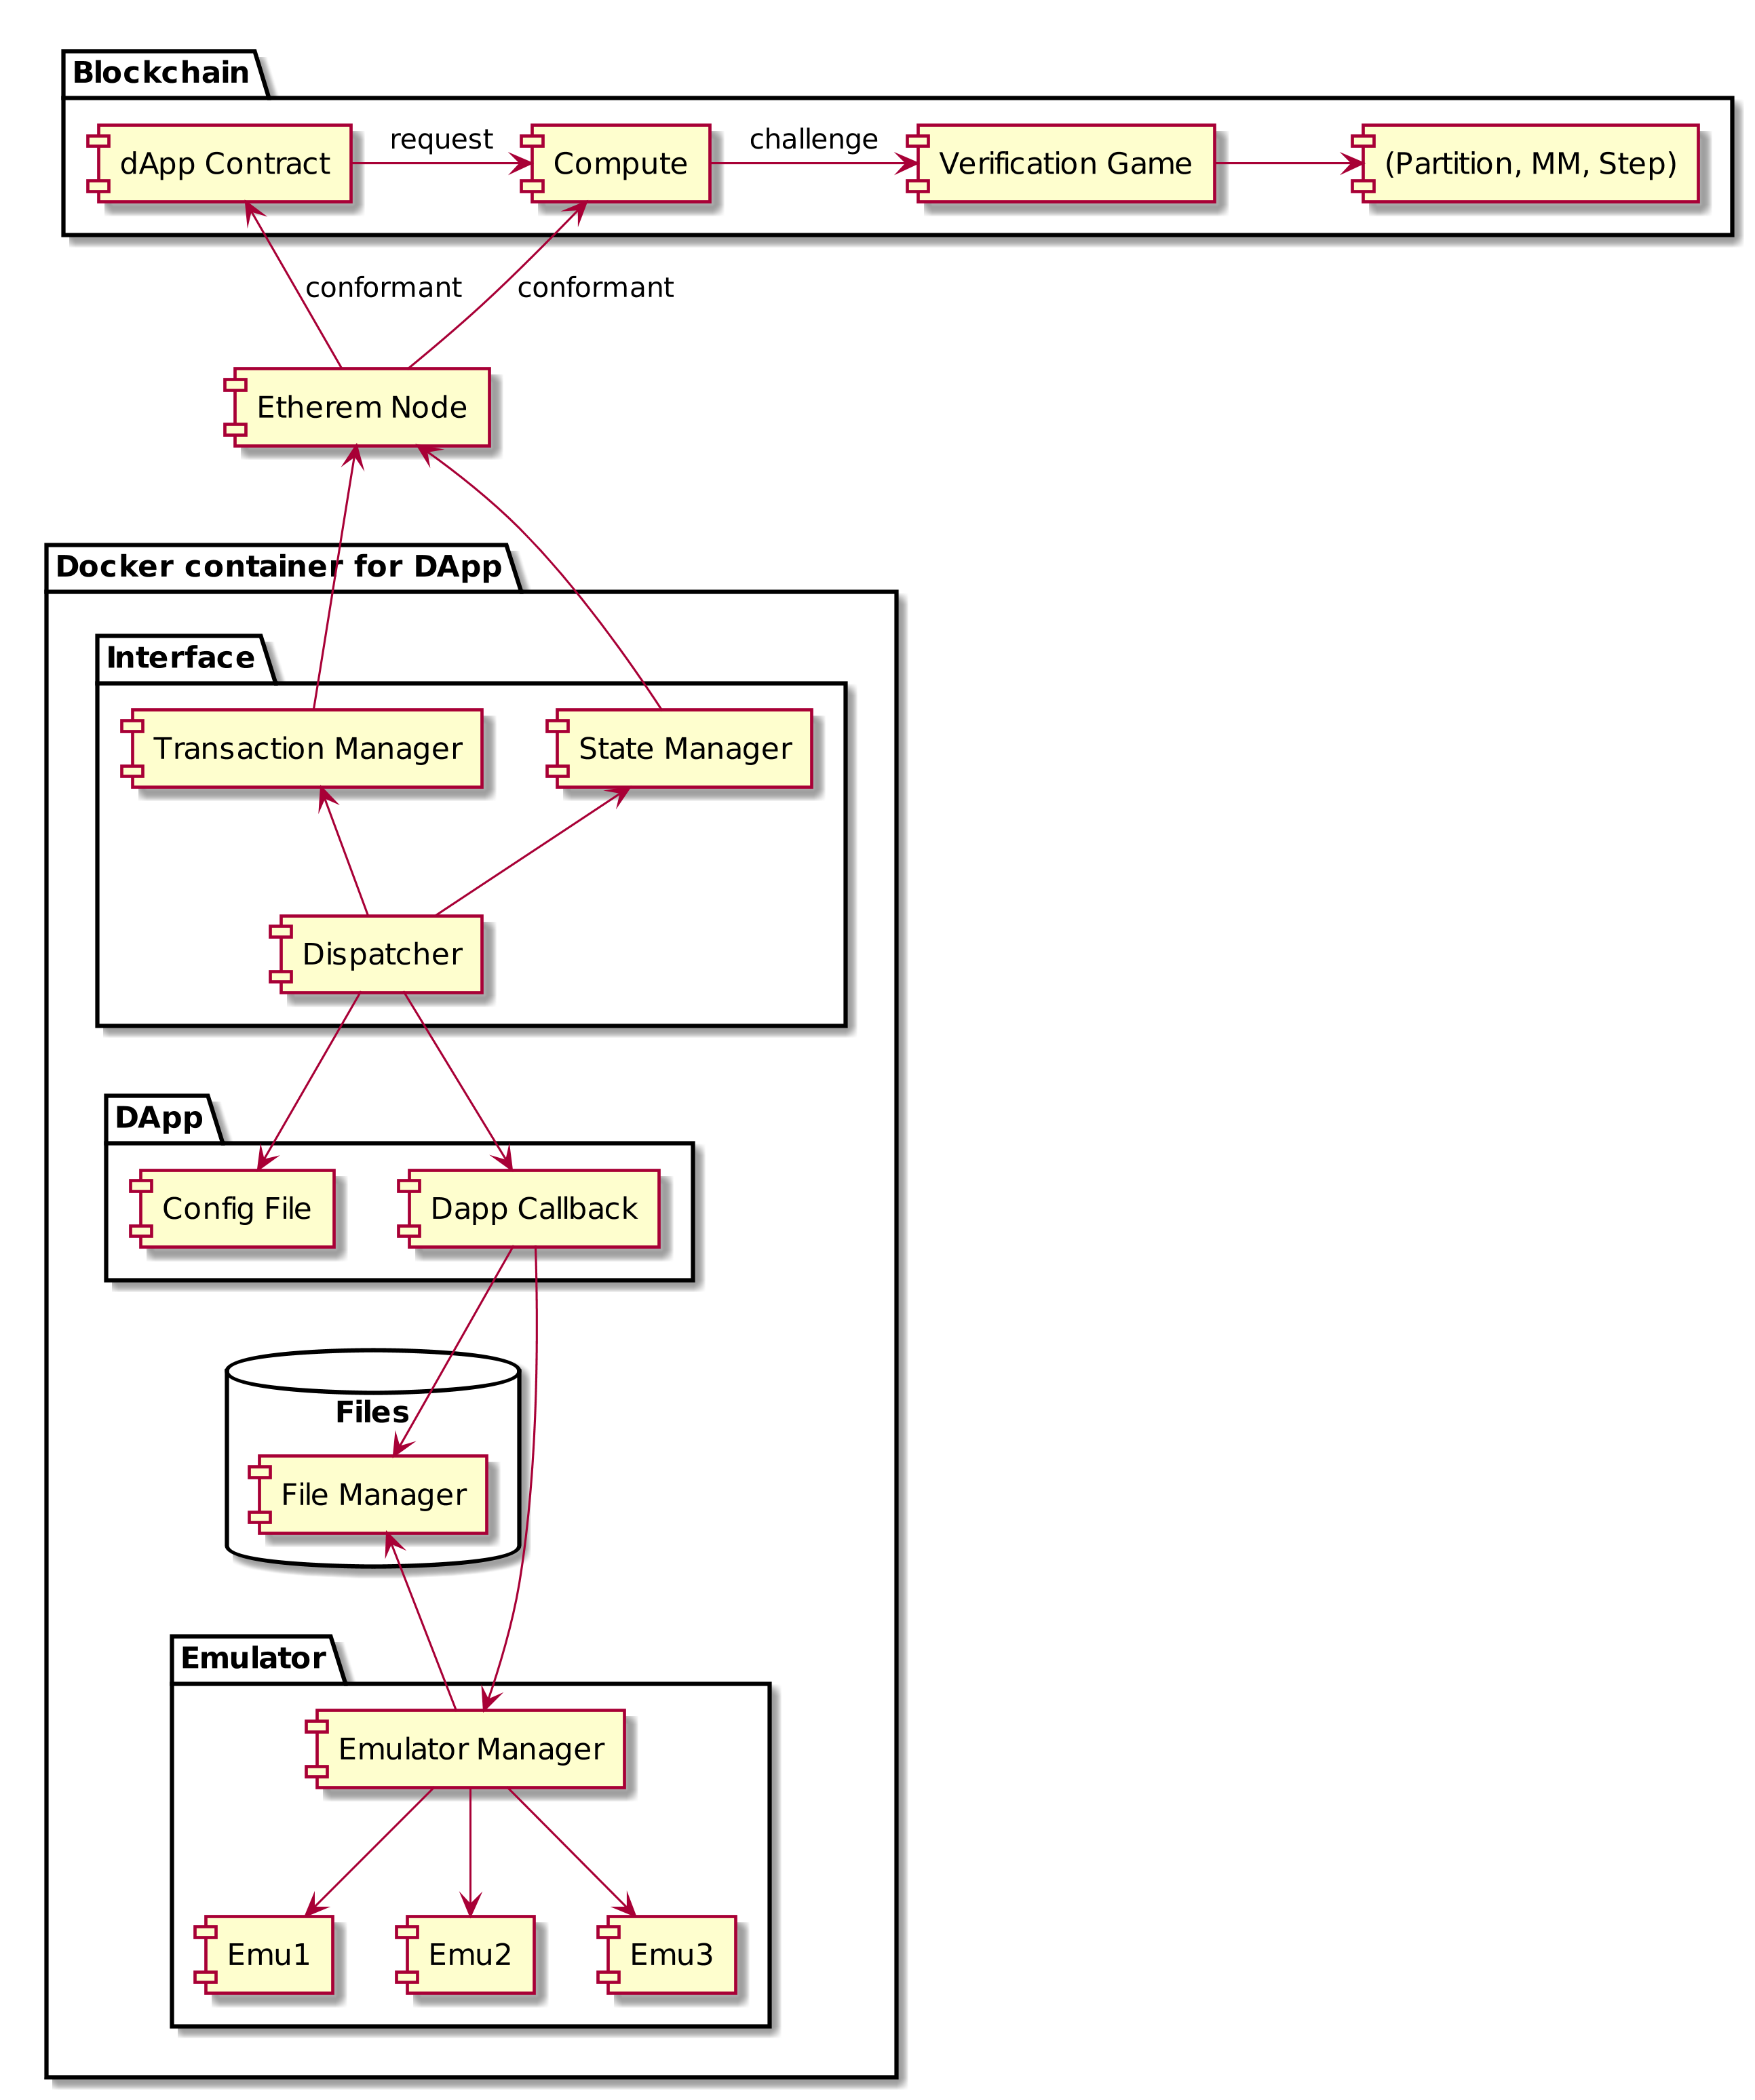 Blockchain
dApp Contract
request
Compute
challenge
Verification Game
(Partition, MM, Step)
conformant
conformant
Etherem Node
Docker container for DApp
Interface
Transaction Manager
State Manager
Dispatcher
DApp
Config File
Dapp Callback
Files
File Manager
Emulator
Emulator Manager
Emu1
Emu2
Emu3